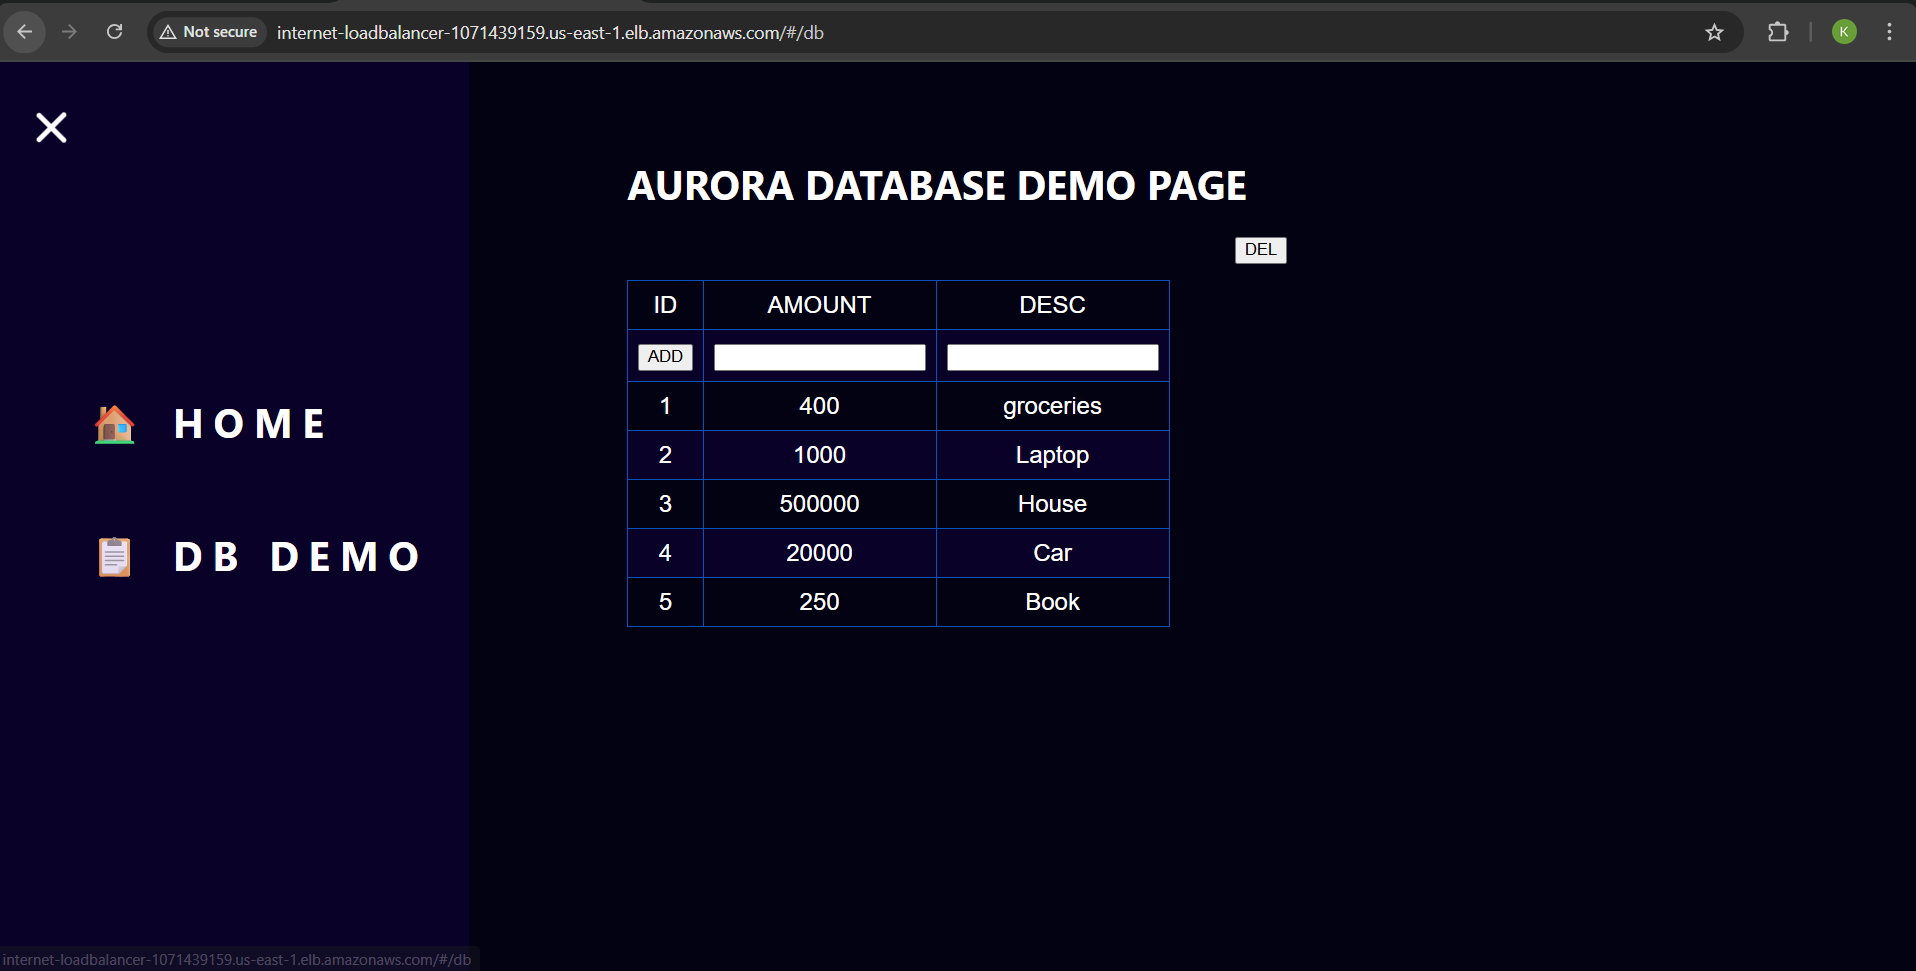 Not secure internet-loadbalancer-1071439159.us-east-1.elb.amazonaws.com/#/db K
AURORA DATABASE DEMO PAGE
DEL
ID AMOUNT DESC
ADD
1 400 groceries
2 1000 Laptop
3 500000 House
4 20000 Car
5 250 Book
HOME
DB DEMO
internet-loadbalancer-1071439159.us-east-1.elb.amazonaws.com/#/db